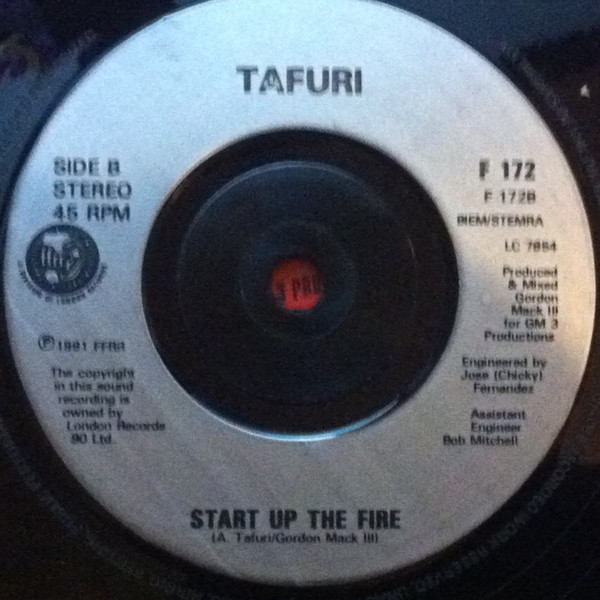 TAFURI
SIDE B
STEREO
45 RPM
℗ 1991 FFRR
The copyright
in this sound
recording is
owned by
London Records
90 Ltd.
F 172
F 172B
BIEM/STEMRA
LC 7654
Produced
& Mixed
Gordon
Mack III
for GM 3
Productions
Engineered by
Jose (Chicky)
Fernandez
Assistant
Engineer
Bob Mitchell
START UP THE FIRE
(A. Tafuri/Gordon Mack III)